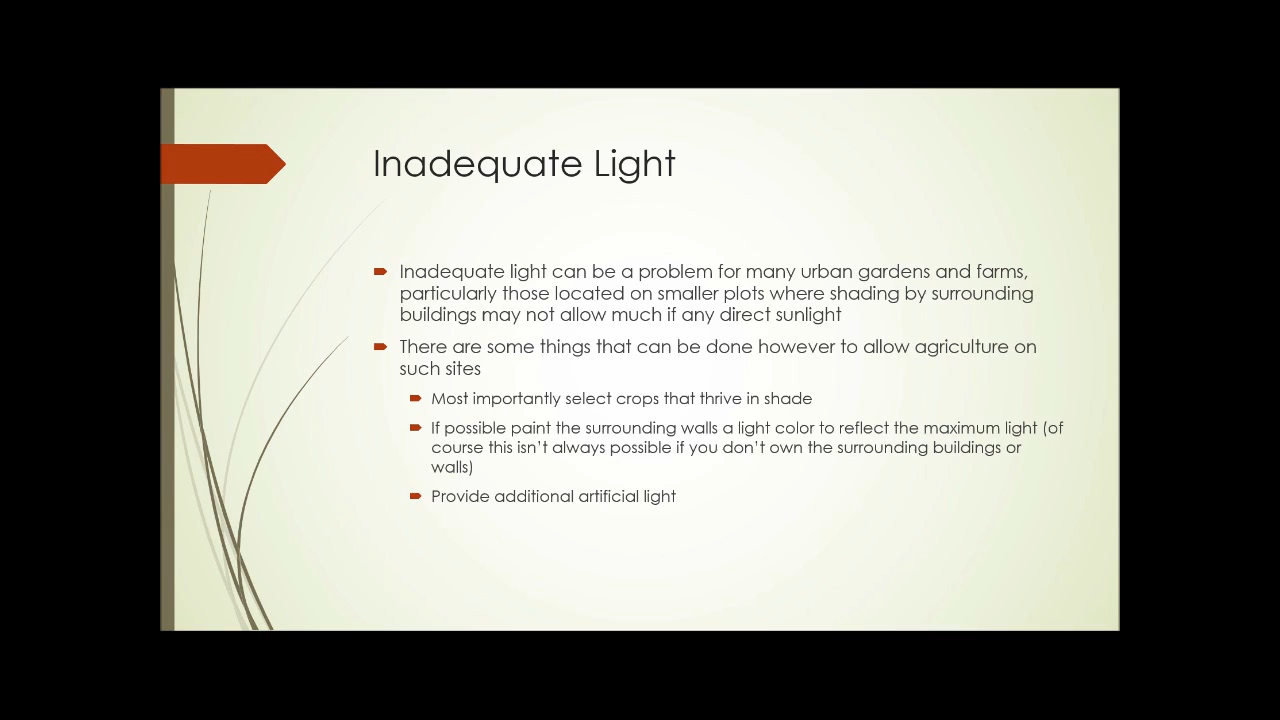 Inadequate Light
Inadequate light can be a problem for many urban gardens and farms,
particularly those located on smaller plots where shading by surrounding
buildings may not allow much if any direct sunlight
There are some things that can be done however to allow agriculture on
such sites
Most importantly select crops that thrive in shade
If possible paint the surrounding walls a light color to reflect the maximum light (of
course this isn’t always possible if you don’t own the surrounding buildings or
walls)
Provide additional artificial light